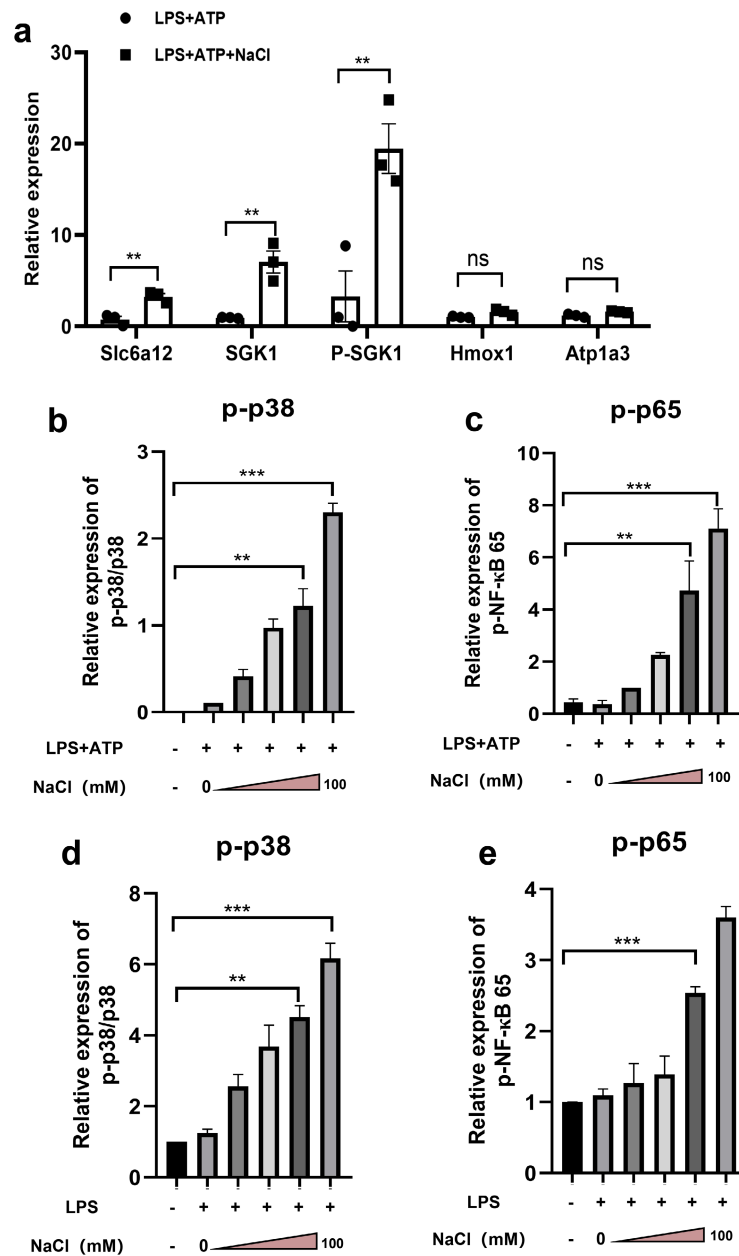 a
LPS+ATP
LPS+ATP+NaCl
Relative expression
30
20
10
0
**
**
**
ns
ns
Slc6a12 SGK1 P-SGK1 Hmox1 Atp1a3
b
p-p38
Relative expression of
p-p38/p38
3
2
1
0
***
**
LPS+ATP - + + + + +
NaCl (mM) - 0 100
c
p-p65
Relative expression of
p-NF-κB 65
10
8
6
4
2
0
***
**
LPS+ATP - + + + + +
NaCl (mM) - 0 100
d
p-p38
Relative expression of
p-p38/p38
8
6
4
2
0
***
**
LPS - + + + + +
NaCl (mM) - 0 100
e
p-p65
Relative expression of
p-NF-κB 65
4
3
2
1
0
***
LPS - + + + + +
NaCl (mM) - 0 100